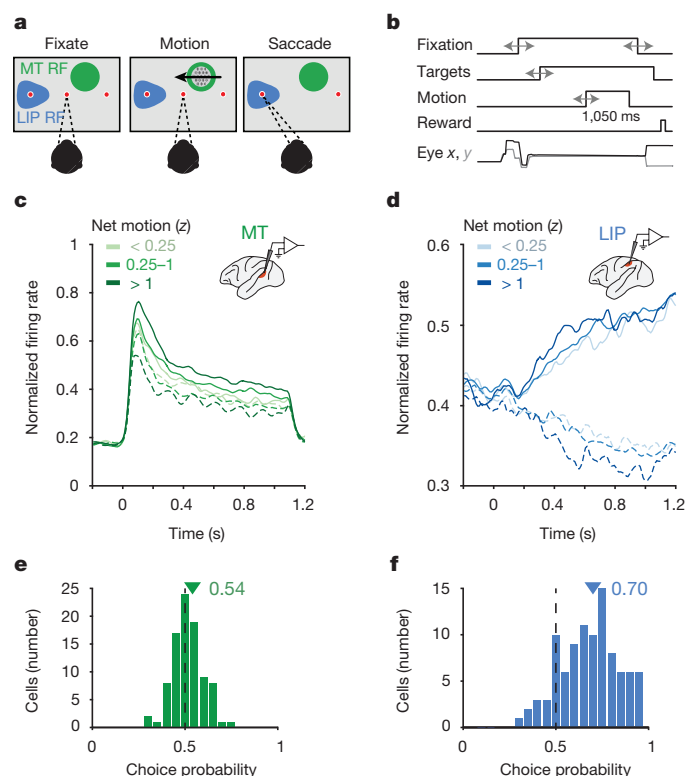 a
Fixate Motion Saccade
MT RF
LIP RF
b
Fixation
Targets
Motion
1,050 ms
Reward
Eye x, y
c
Net motion (z)
< 0.25
0.25–1
> 1
MT
1
0.8
0.6
0.4
0.2
0
Normalized firing rate
0 0.4 0.8 1.2
Time (s)
d
Net motion (z)
< 0.25
0.25–1
> 1
LIP
0.6
0.5
0.4
0.3
Normalized firing rate
0 0.4 0.8 1.2
Time (s)
e
0.54
25
20
15
10
5
0
Cells (number)
0 0.5 1
Choice probability
f
0.70
15
10
5
0
Cells (number)
0 0.5 1
Choice probability